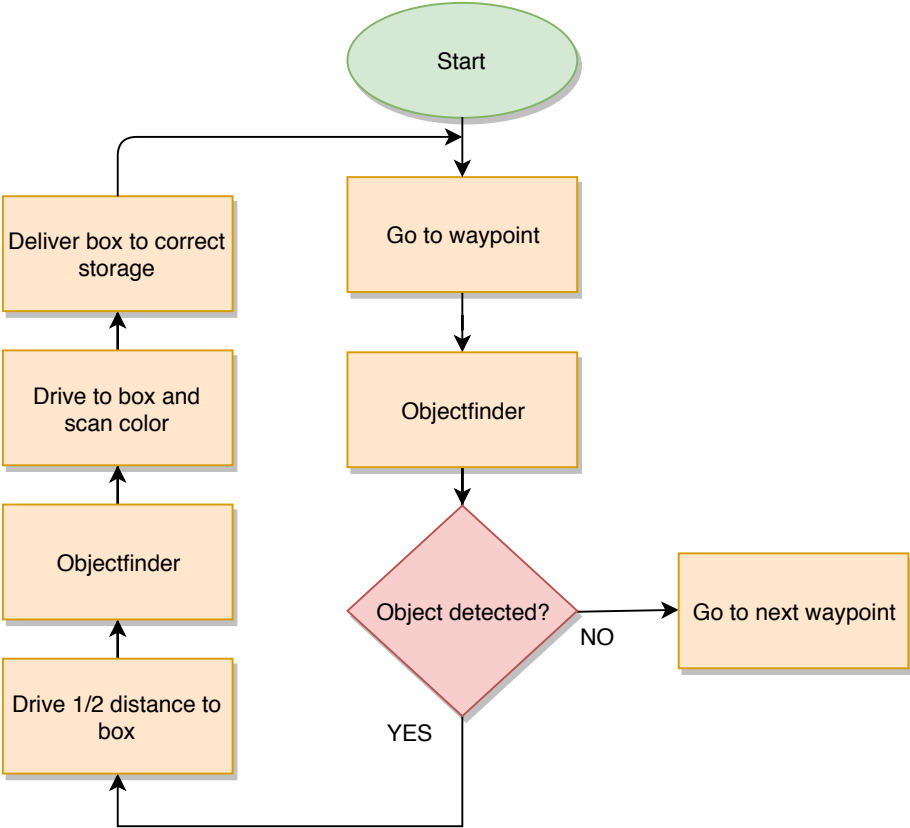 Start
Go to waypoint
Objectfinder
Object detected?
NO
Go to next waypoint
YES
Drive 1/2 distance to
box
Objectfinder
Drive to box and
scan color
Deliver box to correct
storage